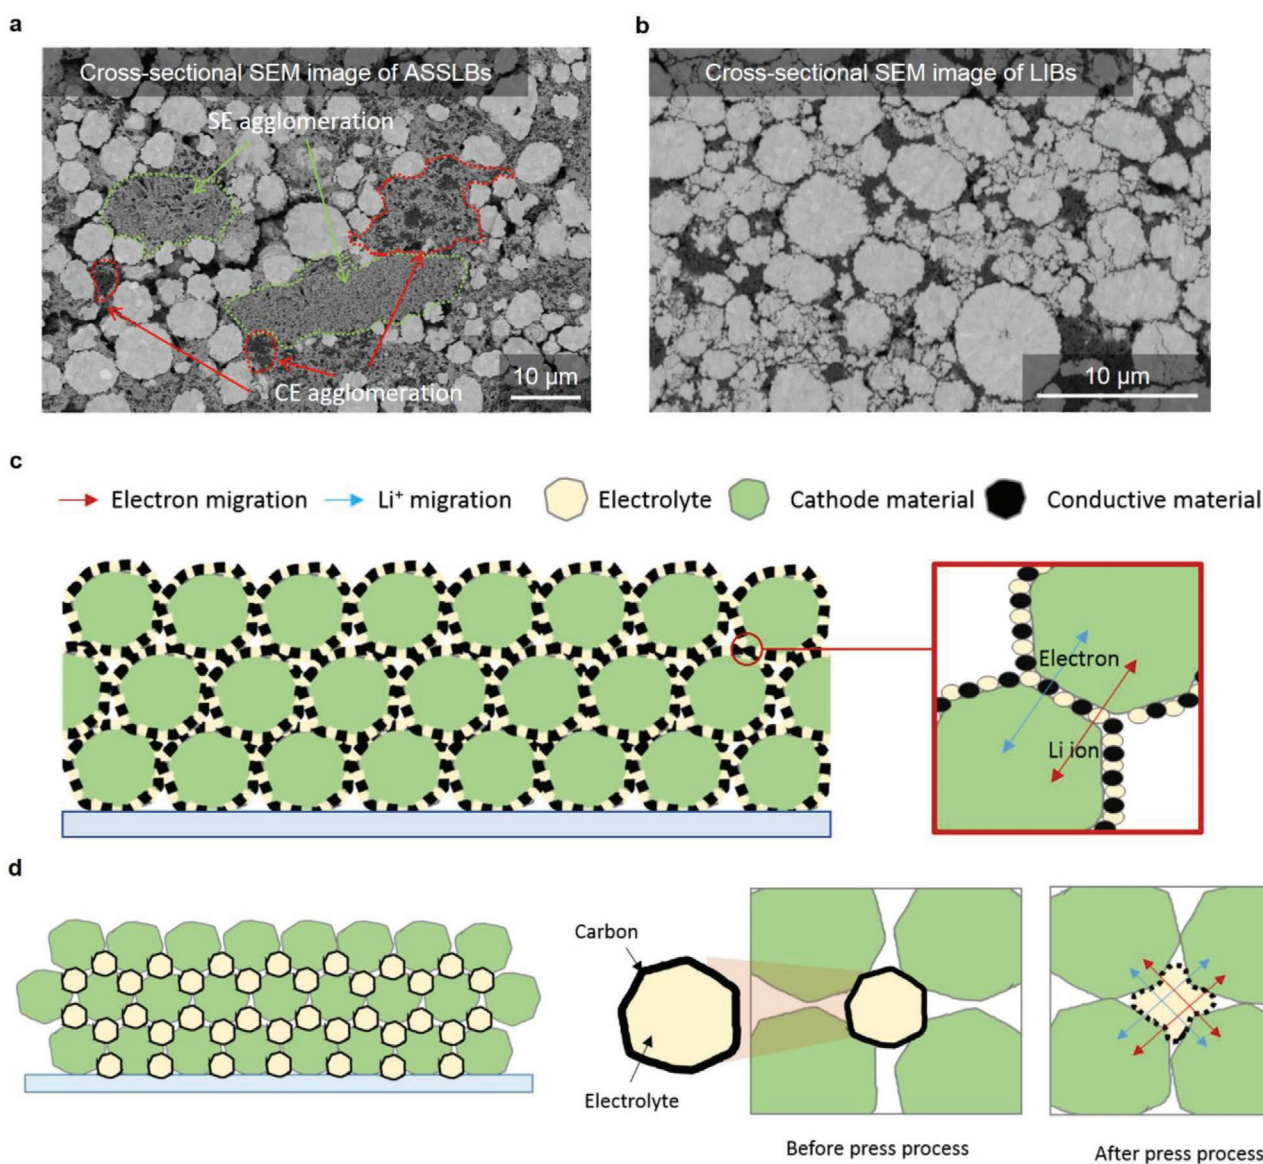 a
b
Cross-sectional SEM image of ASSLBs
Cross-sectional SEM image of LIBs
SE agglomeration
CE agglomeration
10 µm
10 µm
c
Electron migration
Li⁺ migration
Electrolyte
Cathode material
Conductive material
Electron
Li ion
d
Carbon
Electrolyte
Before press process
After press process